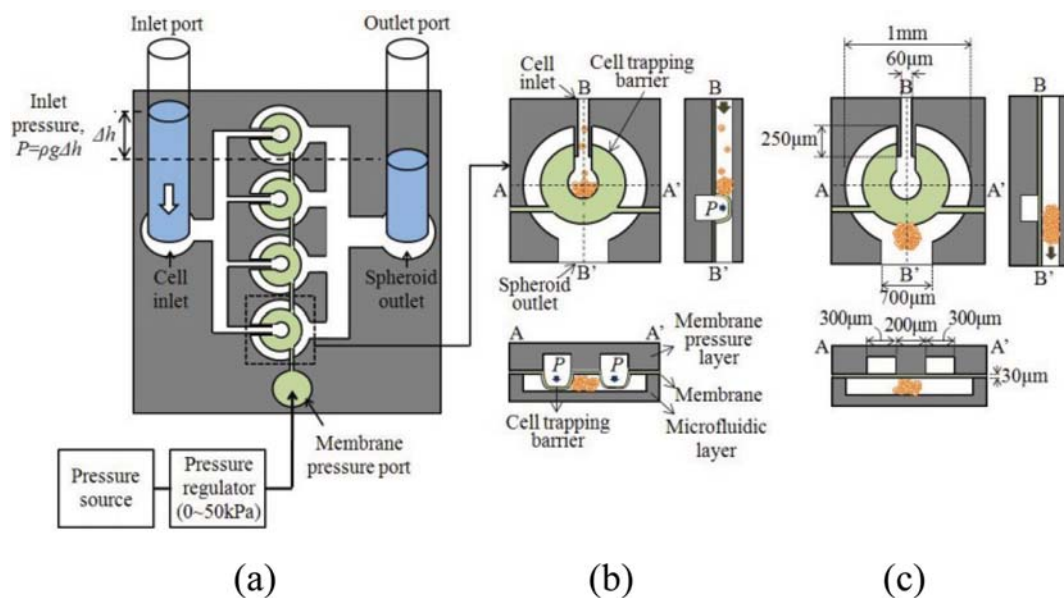 Inlet port
Outlet port
Inlet
pressure,
P=ρgΔh
Δh
Cell
inlet
Spheroid
outlet
Membrane
pressure port
Pressure
source
Pressure
regulator
(0~50kPa)
(a)
Cell
inlet
B
Cell trapping
barrier
B
A
A'
P
B'
B'
Spheroid
outlet
A
A'
P
P
Membrane
pressure
layer
Membrane
Cell trapping
barrier
Microfluidic
layer
(b)
1mm
60μm
B
B
250μm
A
A'
B'
B'
700μm
300μm
200μm
300μm
A
A'
30μm
(c)